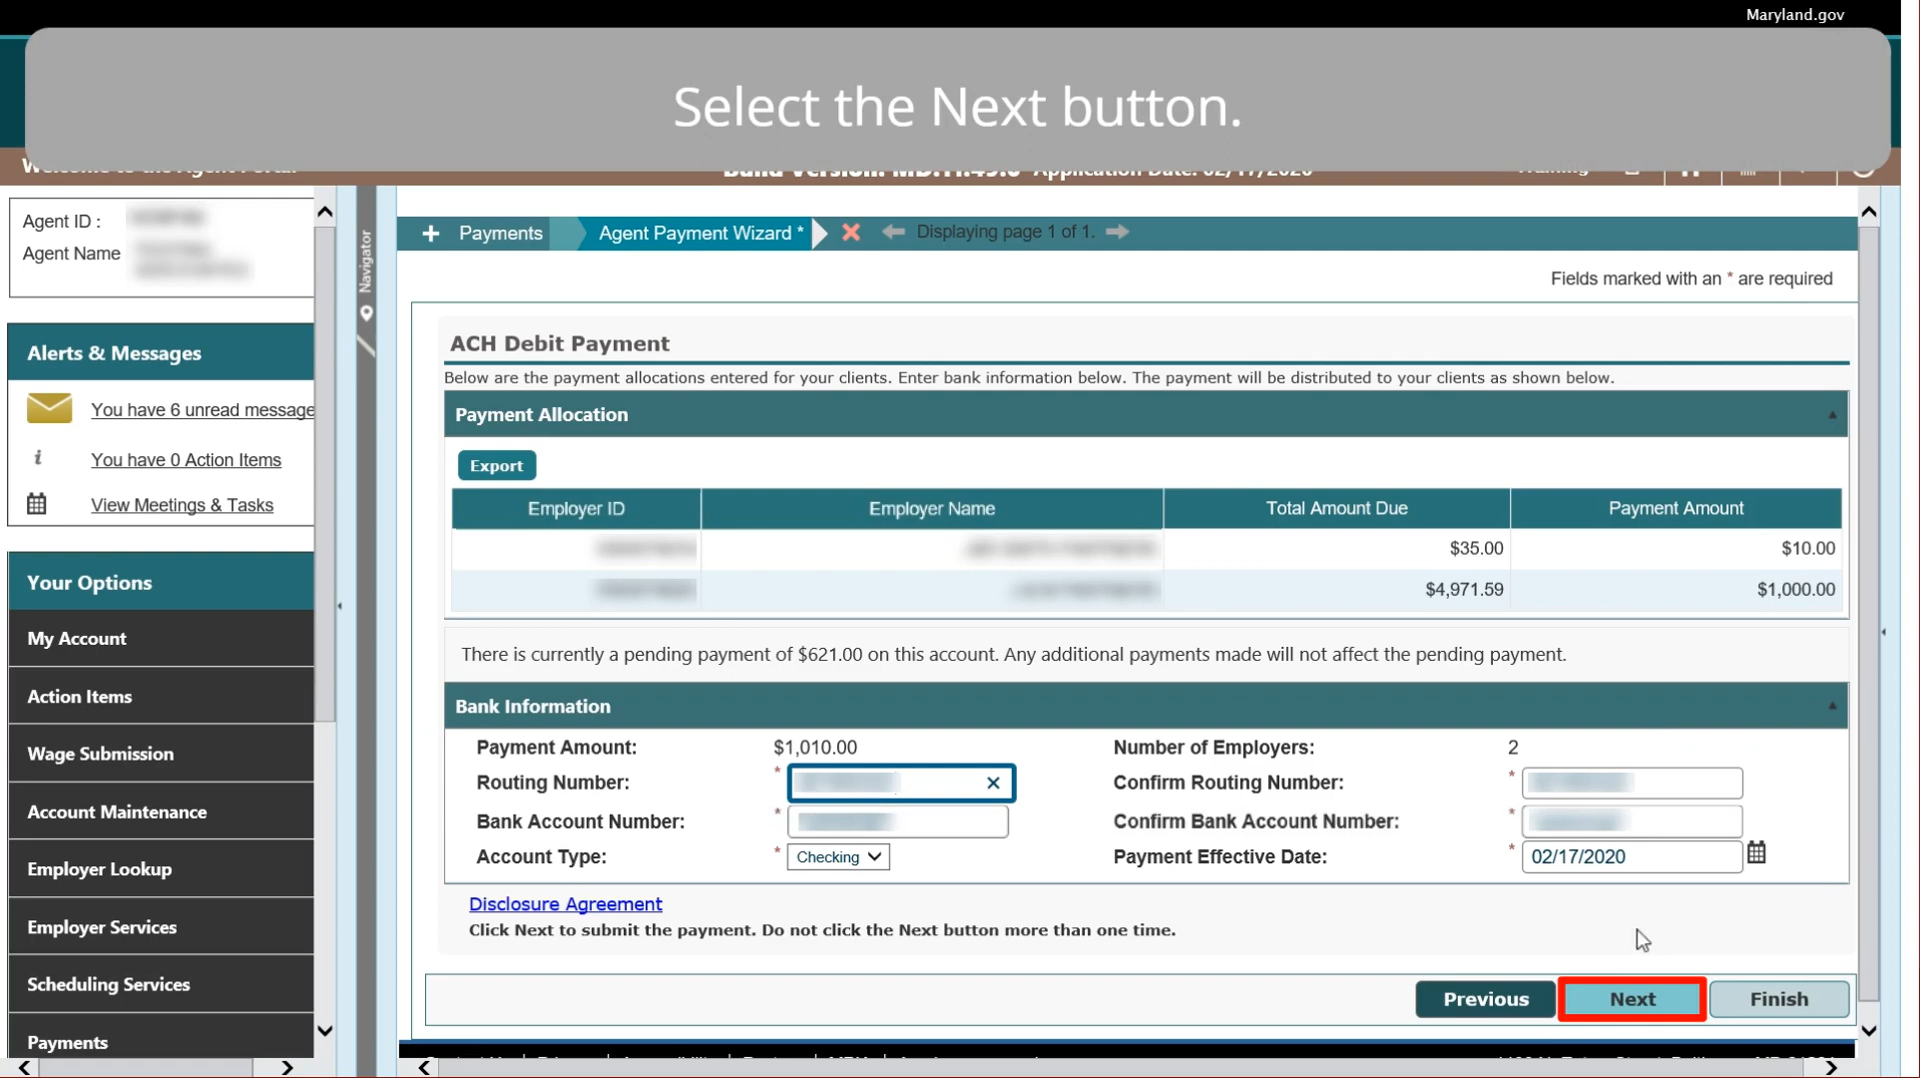 Maryland.gov
Select the Next button.
Agent ID :
Agent Name
Alerts & Messages
You have 6 unread message
You have 0 Action Items
View Meetings & Tasks
Your Options
My Account
Action Items
Wage Submission
Account Maintenance
Employer Lookup
Employer Services
Scheduling Services
Payments
Navigator
+ Payments Agent Payment Wizard * Displaying page 1 of 1.
Fields marked with an * are required
ACH Debit Payment
Below are the payment allocations entered for your clients. Enter bank information below. The payment will be distributed to your clients as shown below.
Payment Allocation
Export
Employer ID Employer Name Total Amount Due Payment Amount
$35.00 $10.00
$4,971.59 $1,000.00
There is currently a pending payment of $621.00 on this account. Any additional payments made will not affect the pending payment.
Bank Information
Payment Amount: $1,010.00 Number of Employers: 2
Routing Number: * Confirm Routing Number: *
Bank Account Number: * Confirm Bank Account Number: *
Account Type: * Checking Payment Effective Date: * 02/17/2020
Disclosure Agreement
Click Next to submit the payment. Do not click the Next button more than one time.
Previous Next Finish